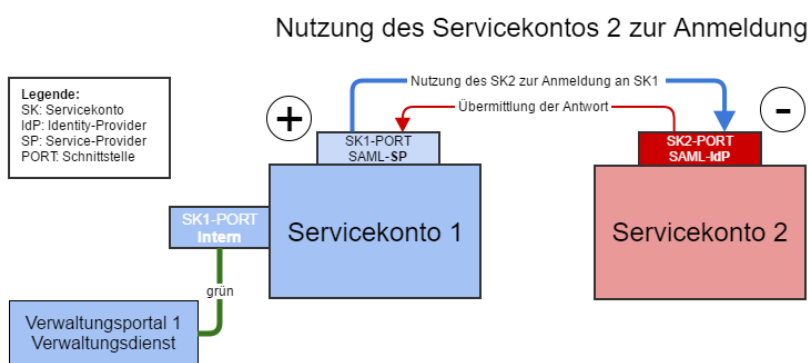 Nutzung des Servicekontos 2 zur Anmeldung
Legende:
SK: Servicekonto
IdP: Identity-Provider
SP: Service-Provider
PORT: Schnittstelle
+
Nutzung des SK2 zur Anmeldung an SK1
Übermittlung der Antwort
-
SK1-PORT
SAML-SP
SK2-PORT
SAML-IdP
SK1-PORT
Intern
Servicekonto 1
Servicekonto 2
grün
Verwaltungsportal 1
Verwaltungsdienst